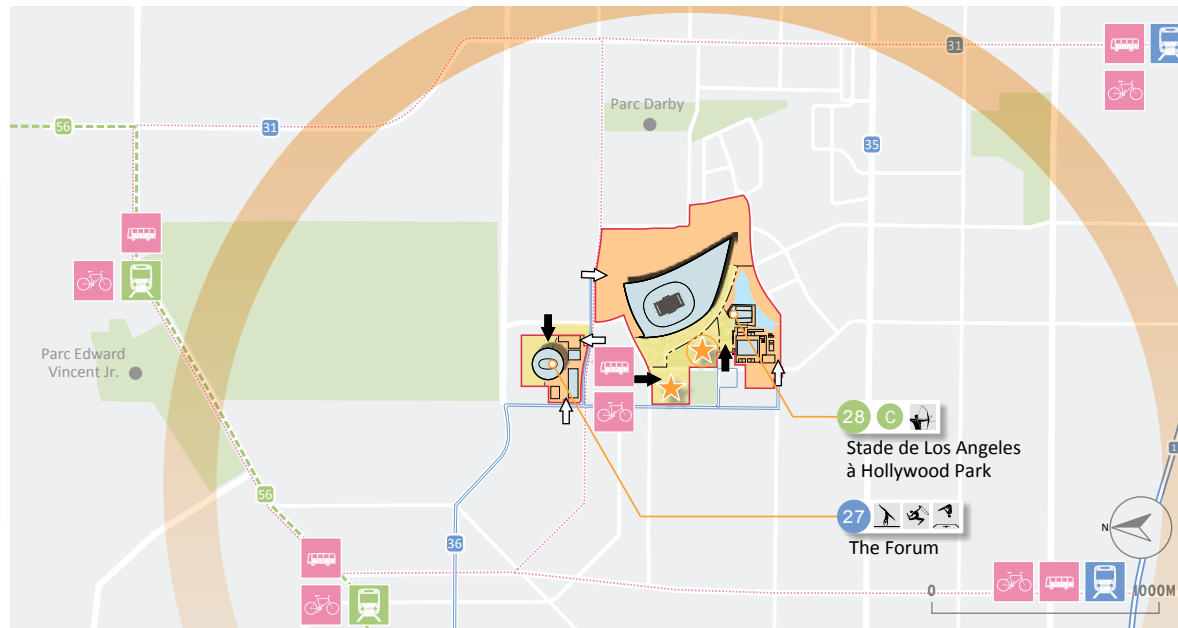 31
56
31
Parc Darby
35
Parc Edward
Vincent Jr.
28 C
Stade de Los Angeles
à Hollywood Park
27
The Forum
56
36
N
0 1000M